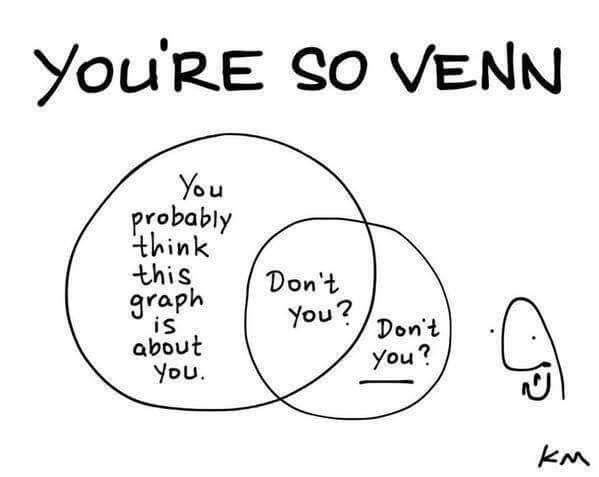 YOU'RE SO VENN
You
probably
think
this
graph
is
about
you.
Don't
you?
Don't
you?
KM